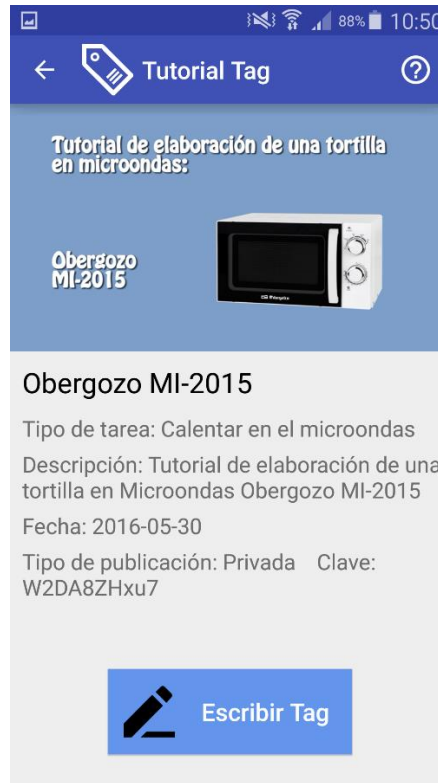 88% 10:50
Tutorial Tag
Tutorial de elaboración de una tortilla
en microondas:
Obergozo
MI-2015
Obergozo MI-2015
Tipo de tarea: Calentar en el microondas
Descripción: Tutorial de elaboración de una
tortilla en Microondas Obergozo MI-2015
Fecha: 2016-05-30
Tipo de publicación: Privada Clave:
W2DA8ZHxu7
Escribir Tag